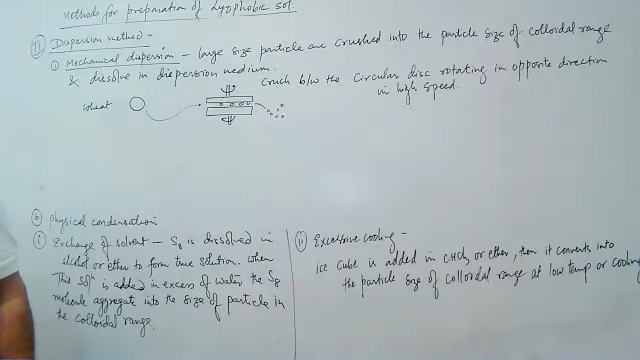 Methods for preparation of Lyophobic sol.
II Dispersion method -
① Mechanical dispersion - large size particle are crushed into the particle size of colloidal range
& dissolve in dispersion medium.
Cruch b/w the Circular disc rotating in opposite direction
in high speed.
wheat
⑥ physical condensation
(i) Exchange of solvent - S8 is dissolved in
alcohol or ether to form true solution. When
This sol^n is added in excess of water, the S8
molecule aggregate into the size of particle in
the colloidal range.
(ii) Excessive cooling -
ice cube is added in CHCl3 or ether, then it converts into
the particle size of colloidal range at low temp or cooling